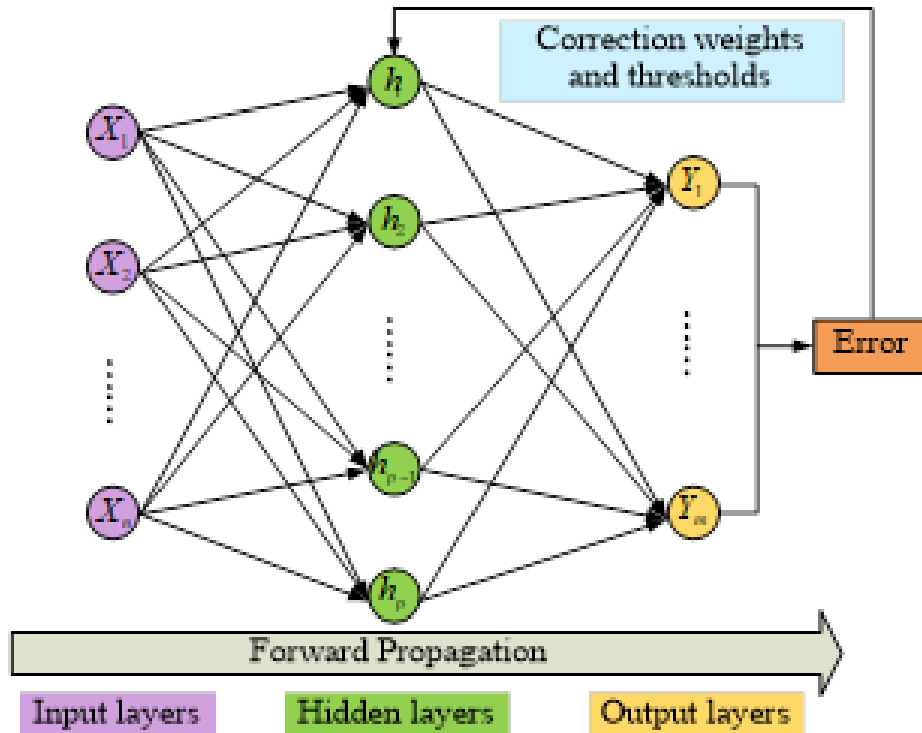 Correction weights
and thresholds
h
X₁
Y₁
h₂
X₂
Error
hₚ₋₁
Xₙ
Yₘ
hₚ
Forward Propagation
Input layers
Hidden layers
Output layers